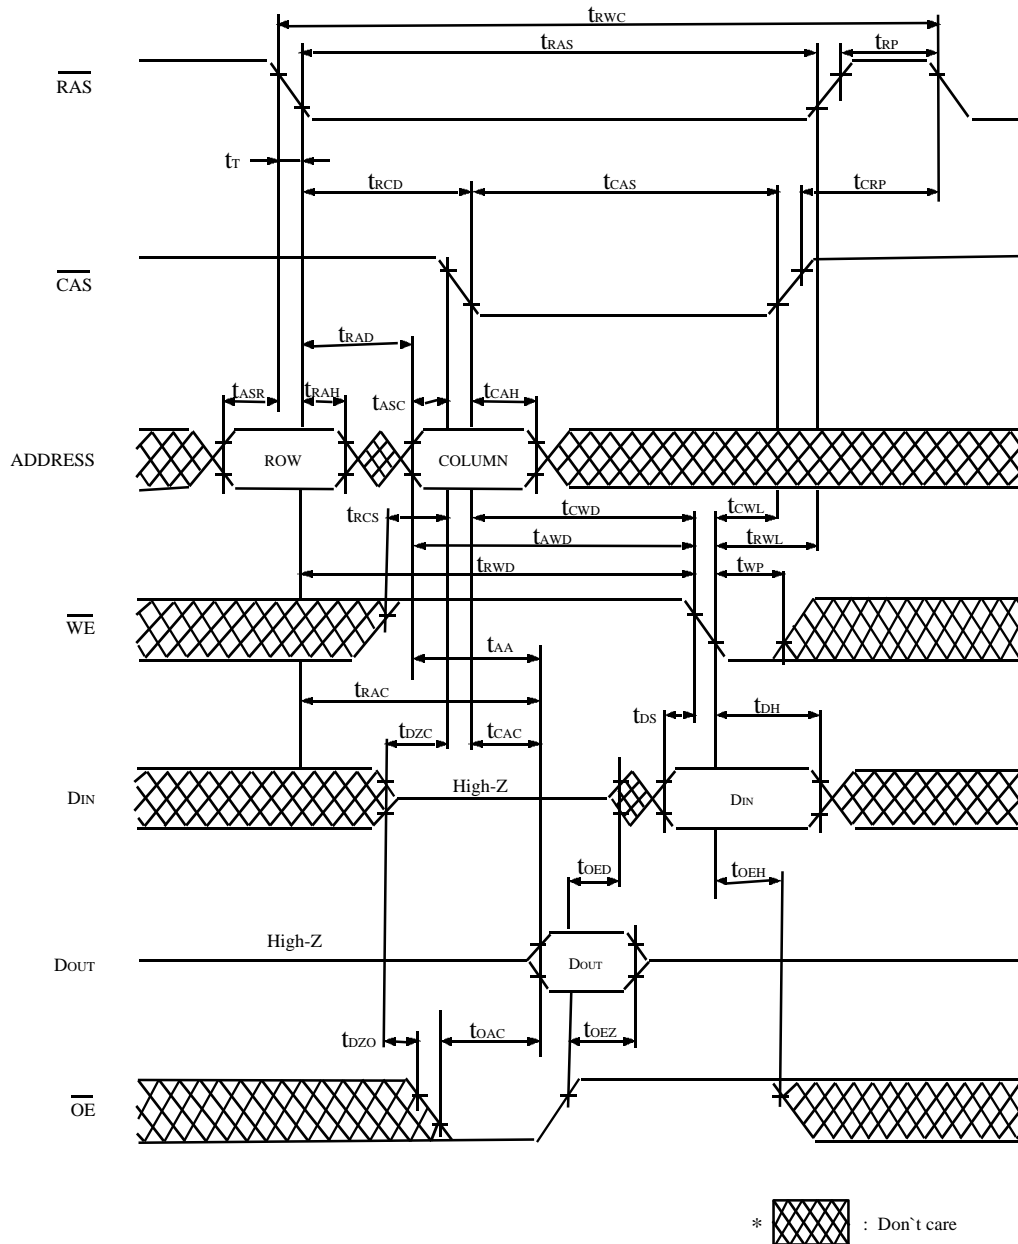 tRWC
tRAS
tRP
RAS
tT
tRCD
tCAS
tCRP
CAS
tRAD
tASR
tRAH
tASC
tCAH
ADDRESS
ROW
COLUMN
tRCS
tCWD
tCWL
tAWD
tRWL
tRWD
tWP
WE
tAA
tRAC
tDS
tDH
tDZC
tCAC
DIN
High-Z
DIN
tOED
tOEH
High-Z
DOUT
DOUT
tDZO
tOAC
tOEZ
OE
* : Don`t care